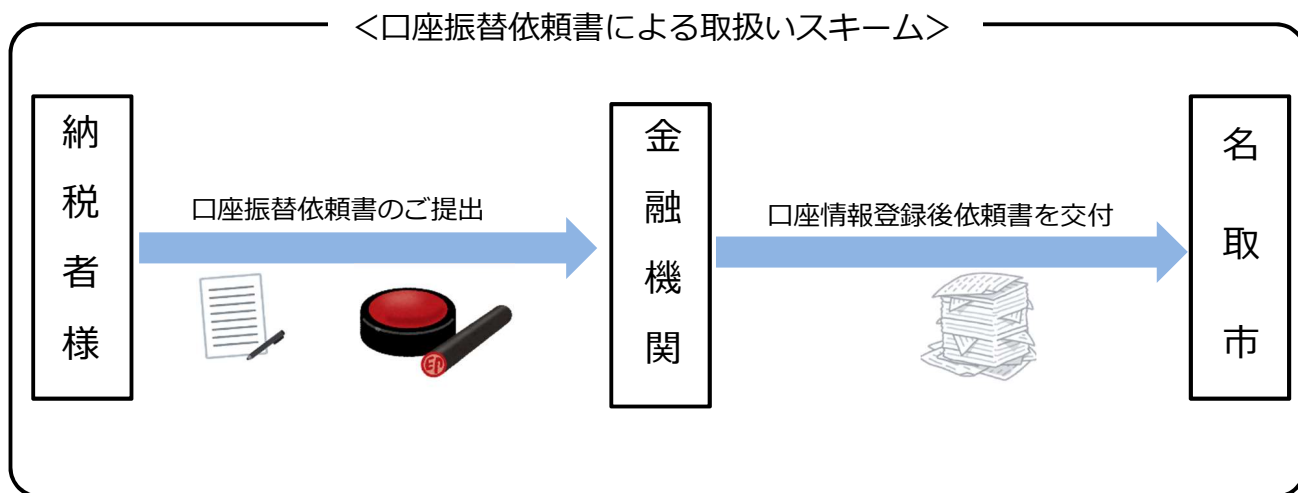 ＜口座振替依頼書による取扱いスキーム＞
納税者様
口座振替依頼書のご提出
印
金融機関
口座情報登録後依頼書を交付
名取市